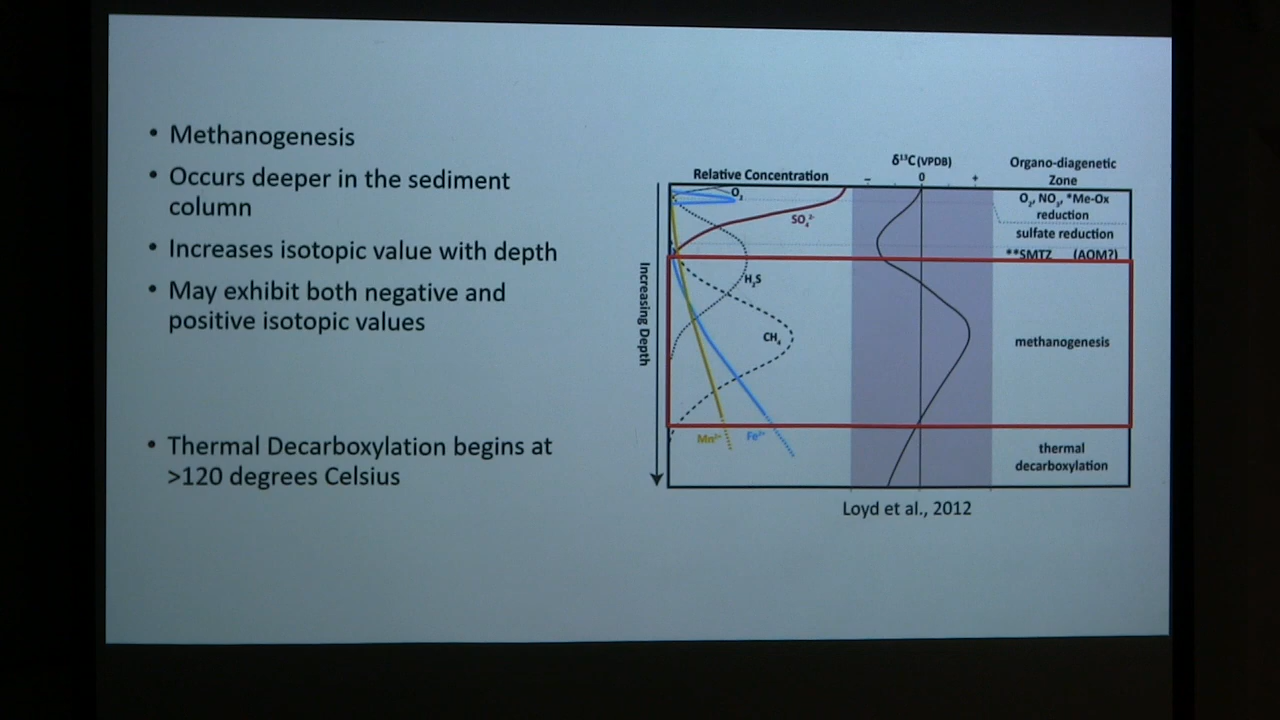 • Methanogenesis
• Occurs deeper in the sediment
column
• Increases isotopic value with depth
• May exhibit both negative and
positive isotopic values
• Thermal Decarboxylation begins at
>120 degrees Celsius
Relative Concentration
δ¹³C (VPDB)
− 0 +
Organo-diagenetic
Zone
Increasing Depth
O₂
SO₄²⁻
H₂S
CH₄
Mn²⁺
Fe²⁺
O₂, NO₃, *Me-Ox
reduction
sulfate reduction
**SMTZ (AOM?)
methanogenesis
thermal
decarboxylation
Loyd et al., 2012